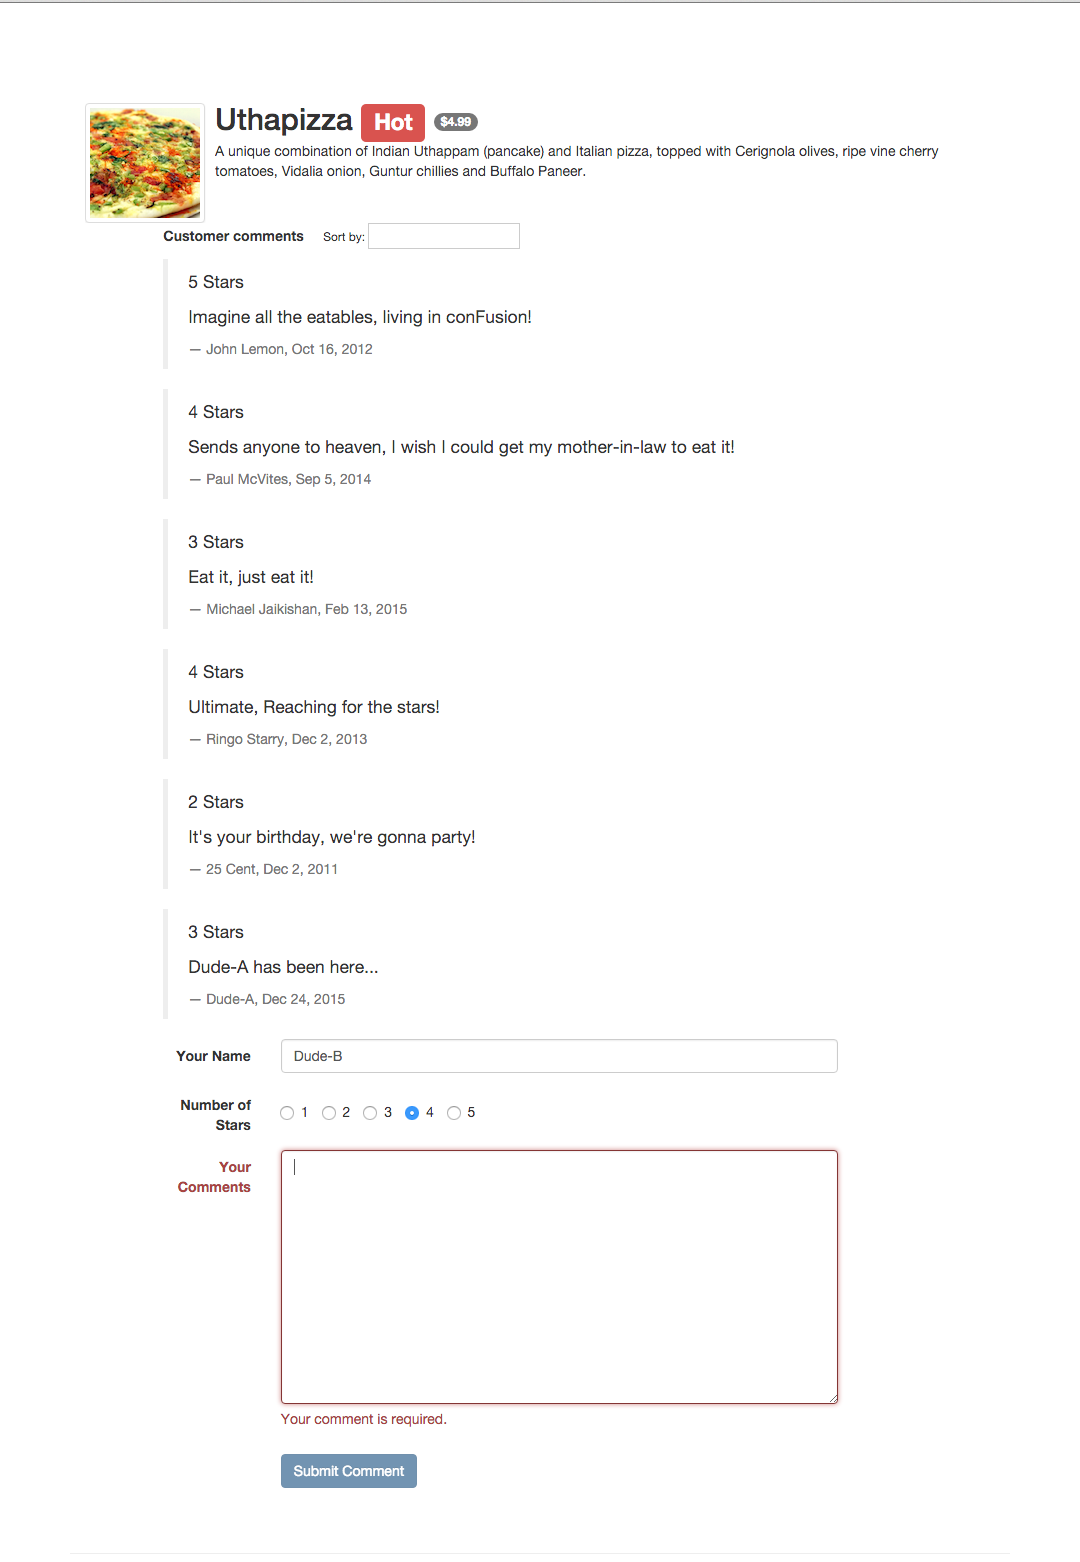 Uthapizza Hot $4.99
A unique combination of Indian Uthappam (pancake) and Italian pizza, topped with Cerignola olives, ripe vine cherry
tomatoes, Vidalia onion, Guntur chillies and Buffalo Paneer.
Customer comments Sort by:
5 Stars
Imagine all the eatables, living in conFusion!
— John Lemon, Oct 16, 2012
4 Stars
Sends anyone to heaven, I wish I could get my mother-in-law to eat it!
— Paul McVites, Sep 5, 2014
3 Stars
Eat it, just eat it!
— Michael Jaikishan, Feb 13, 2015
4 Stars
Ultimate, Reaching for the stars!
— Ringo Starry, Dec 2, 2013
2 Stars
It's your birthday, we're gonna party!
— 25 Cent, Dec 2, 2011
3 Stars
Dude-A has been here...
— Dude-A, Dec 24, 2015
Your Name Dude-B
Number of
Stars
1 2 3 4 5
Your
Comments
Your comment is required.
Submit Comment